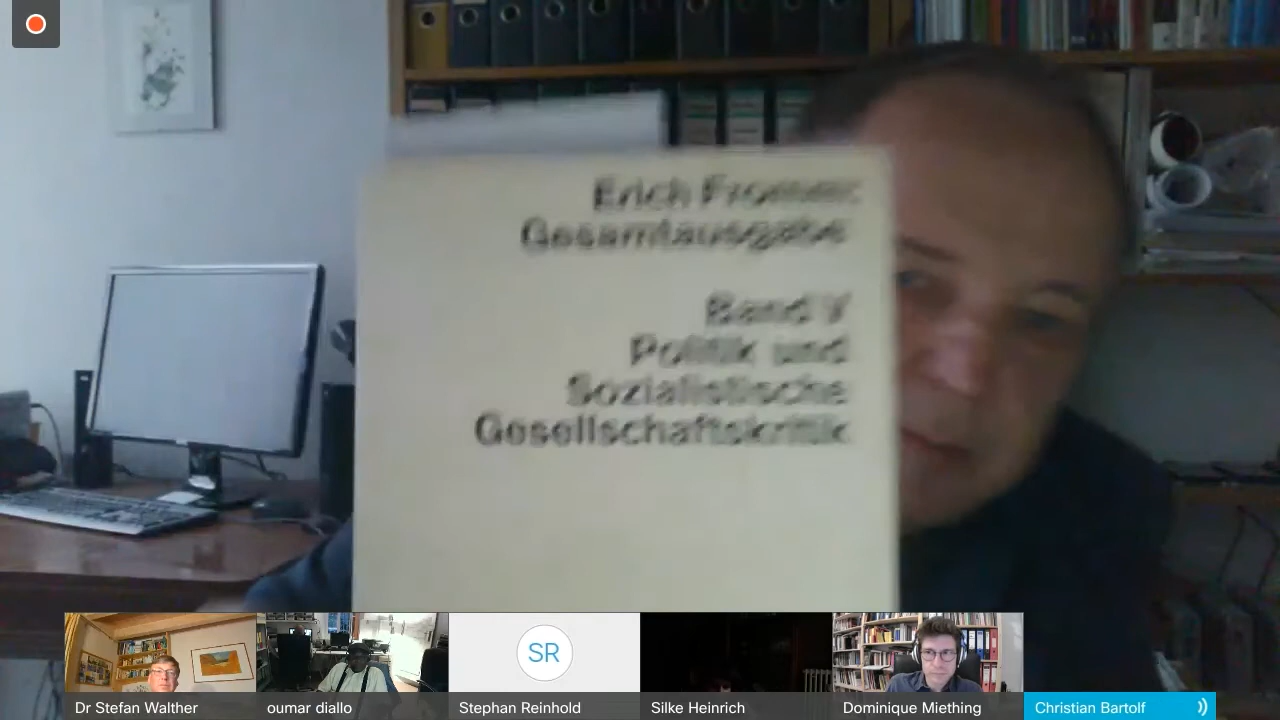 Erich Fromm:
Gesamtausgabe
Band V
Politik und
Sozialistische
Gesellschaftskritik
SR
Dr Stefan Walther
oumar diallo
Stephan Reinhold
Silke Heinrich
Dominique Miething
Christian Bartolf